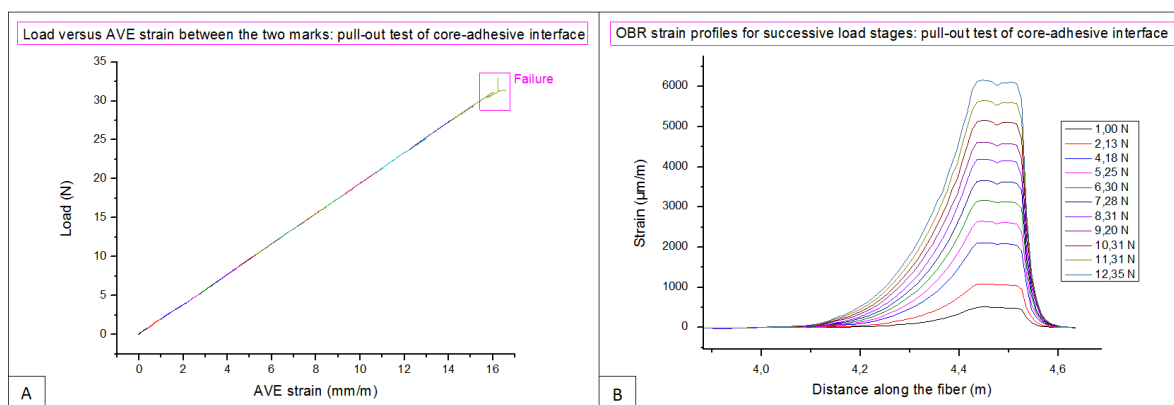 Load versus AVE strain between the two marks: pull-out test of core-adhesive interface
35
30
25
20
15
10
5
0
Load (N)
Failure
0 2 4 6 8 10 12 14 16
AVE strain (mm/m)
A
OBR strain profiles for successive load stages: pull-out test of core-adhesive interface
6000
5000
4000
3000
2000
1000
0
Strain (µm/m)
1,00 N
2,13 N
4,18 N
5,25 N
6,30 N
7,28 N
8,31 N
9,20 N
10,31 N
11,31 N
12,35 N
4,0 4,2 4,4 4,6
Distance along the fiber (m)
B